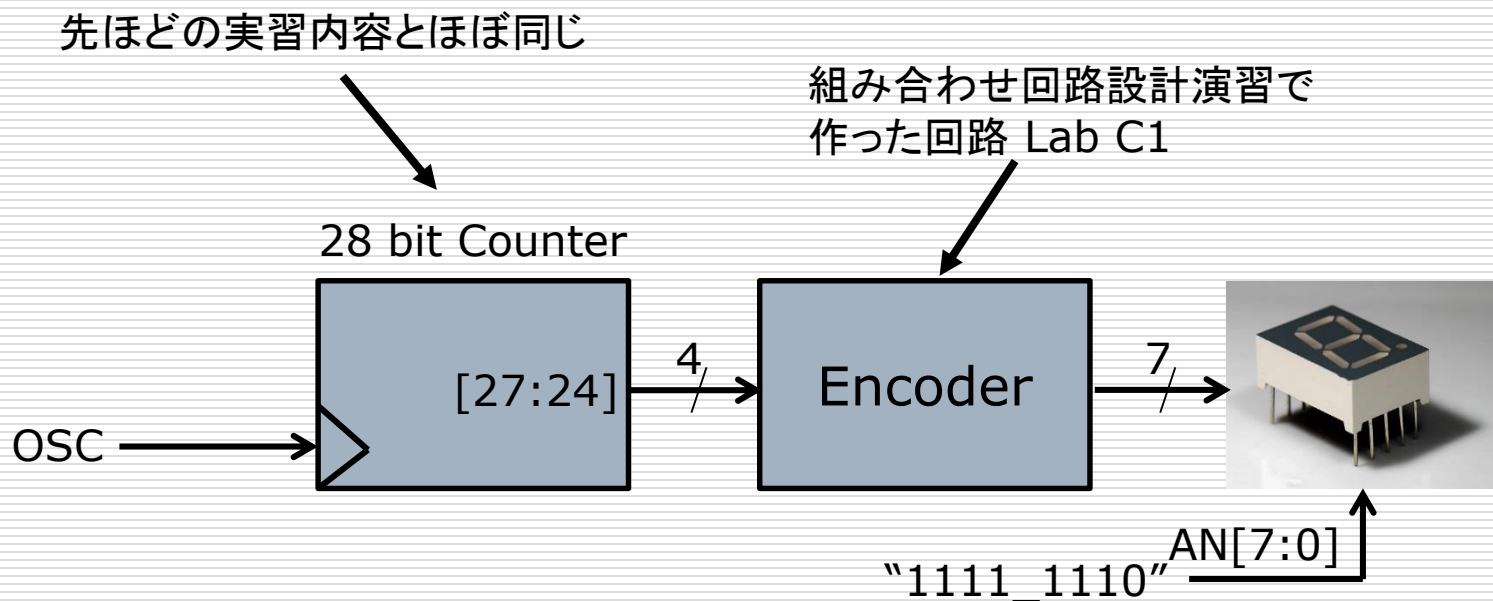 先ほどの実習内容とほぼ同じ
組み合わせ回路設計演習で
作った回路 Lab C1
28 bit Counter
[27:24]
4
Encoder
7
OSC
AN[7:0]
“1111_1110”